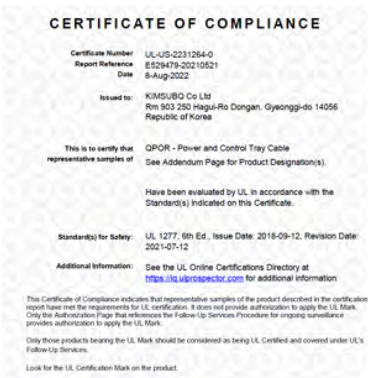 CERTIFICATE OF COMPLIANCE
Certificate Number UL-US-2231264-0
Report Reference E529479-20210521
Date 8-Aug-2022
Issued to: KIMSUBQ Co Ltd
Rm 903 250 Hagui-Ro Dongan, Gyeonggi-do 14056
Republic of Korea
This is to certify that QPOR - Power and Control Tray Cable
representative samples of See Addendum Page for Product Designation(s).
Have been evaluated by UL in accordance with the
Standard(s) Indicated on this Certificate.
Standard(s) for Safety: UL 1277, 6th Ed., Issue Date: 2018-09-12, Revision Date:
2021-07-12
Additional Information: See the UL Online Certifications Directory at
https://iq.ulprospector.com for additional information
This Certificate of Compliance indicates that representative samples of the product described in the certification
report have met the requirements for UL certification. It does not provide authorization to apply the UL Mark.
Only the Authorization Page that references the Follow-Up Services Procedure for ongoing surveillance
provides authorization to apply the UL Mark.
Only those products bearing the UL Mark should be considered as being UL Certified and covered under UL's
Follow-Up Services.
Look for the UL Certification Mark on the product.